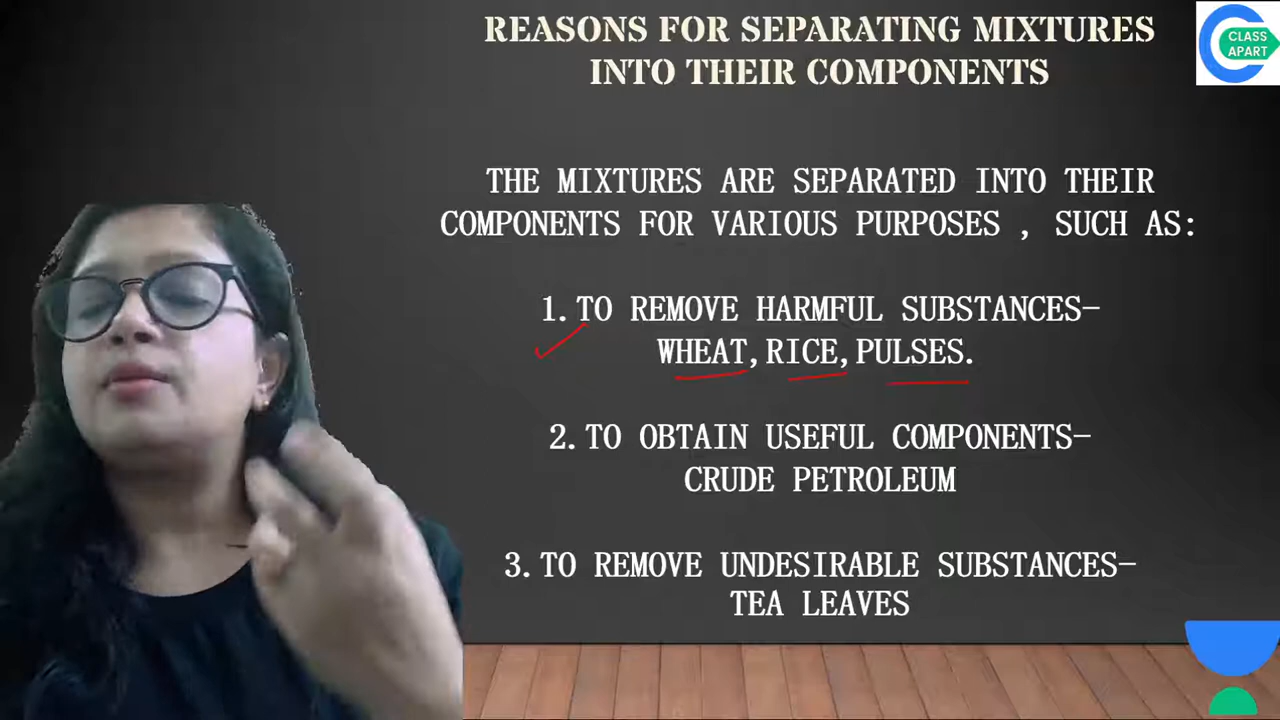 REASONS FOR SEPARATING MIXTURES
INTO THEIR COMPONENTS
CLASS
APART
THE MIXTURES ARE SEPARATED INTO THEIR
COMPONENTS FOR VARIOUS PURPOSES , SUCH AS:
1. TO REMOVE HARMFUL SUBSTANCES-
WHEAT, RICE, PULSES.
2. TO OBTAIN USEFUL COMPONENTS-
CRUDE PETROLEUM
3. TO REMOVE UNDESIRABLE SUBSTANCES-
TEA LEAVES